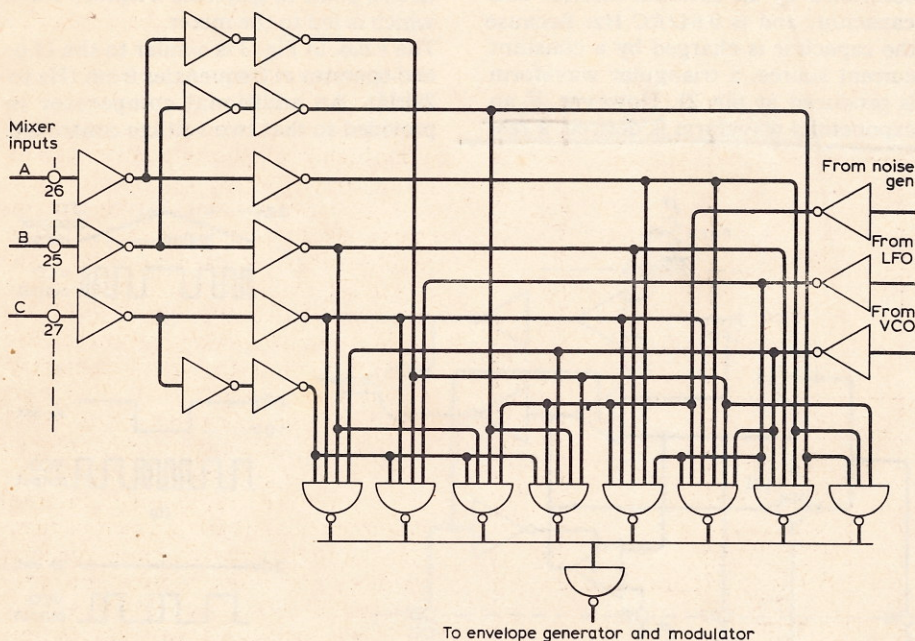 Mixer
inputs
A
26
B
25
C
27
From noise
gen
From
LFO
From
VCO
To envelope generator and modulator